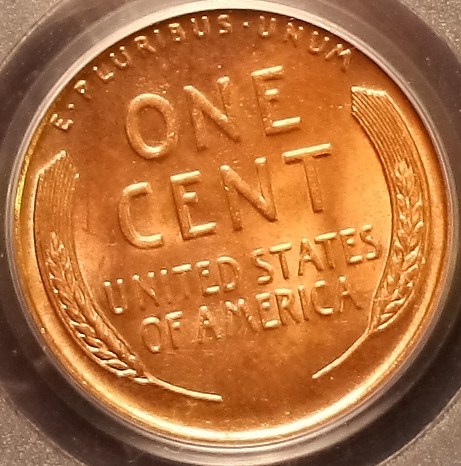 E·PLURIBUS·UNUM
ONE
CENT
UNITED STATES
OF AMERICA